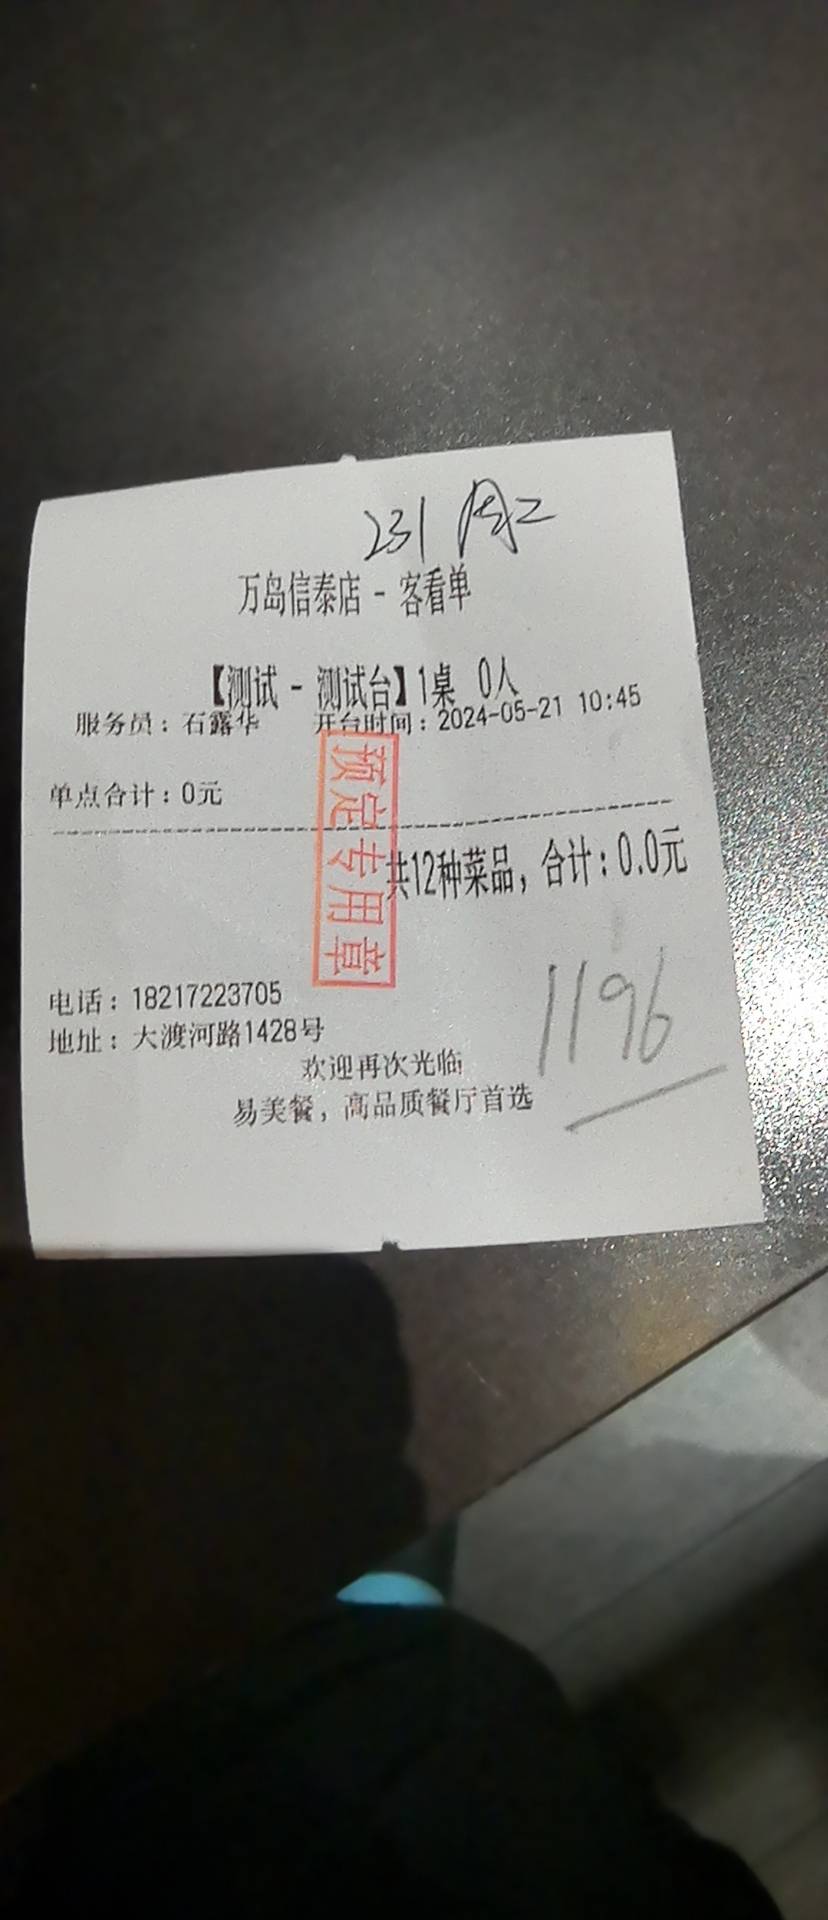 231 周二
万岛信泰店 - 客看单
【测试 - 测试台】1桌 0人
服务员：石露华 开台时间：2024-05-21 10:45
单点合计：0元
预定专用章
共12种菜品，合计：0.0元
1196
电话：18217223705
地址：大渡河路1428号
欢迎再次光临
易美餐，高品质餐厅首选